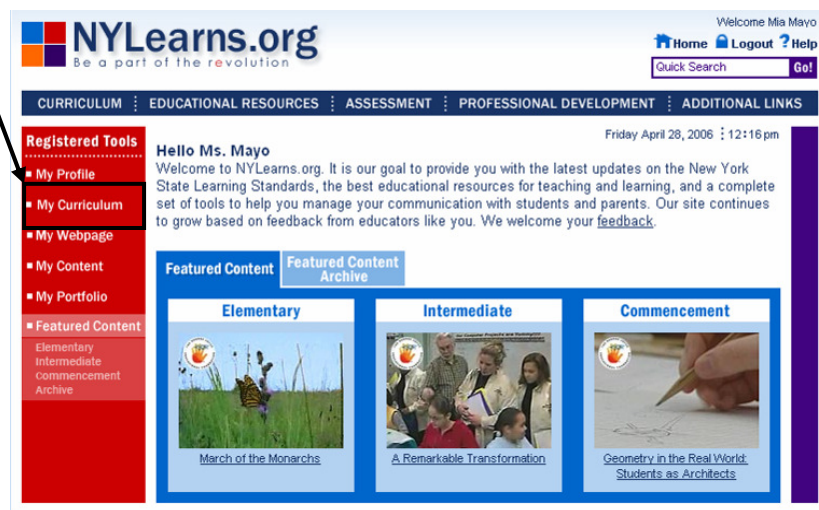 NYLearns.org
Be a part of the revolution
Welcome Mia Mayo
Home Logout ? Help
Quick Search Go!
CURRICULUM EDUCATIONAL RESOURCES ASSESSMENT PROFESSIONAL DEVELOPMENT ADDITIONAL LINKS
Registered Tools
My Profile
My Curriculum
My Webpage
My Content
My Portfolio
Featured Content
Elementary
Intermediate
Commencement
Archive
Friday April 28, 2006 12:16 pm
Hello Ms. Mayo
Welcome to NYLearns.org. It is our goal to provide you with the latest updates on the New York
State Learning Standards, the best educational resources for teaching and learning, and a complete
set of tools to help you manage your communication with students and parents. Our site continues
to grow based on feedback from educators like you. We welcome your feedback.
Featured Content
Featured Content
Archive
Elementary
March of the Monarchs
Intermediate
A Remarkable Transformation
Commencement
Geometry in the Real World:
Students as Architects